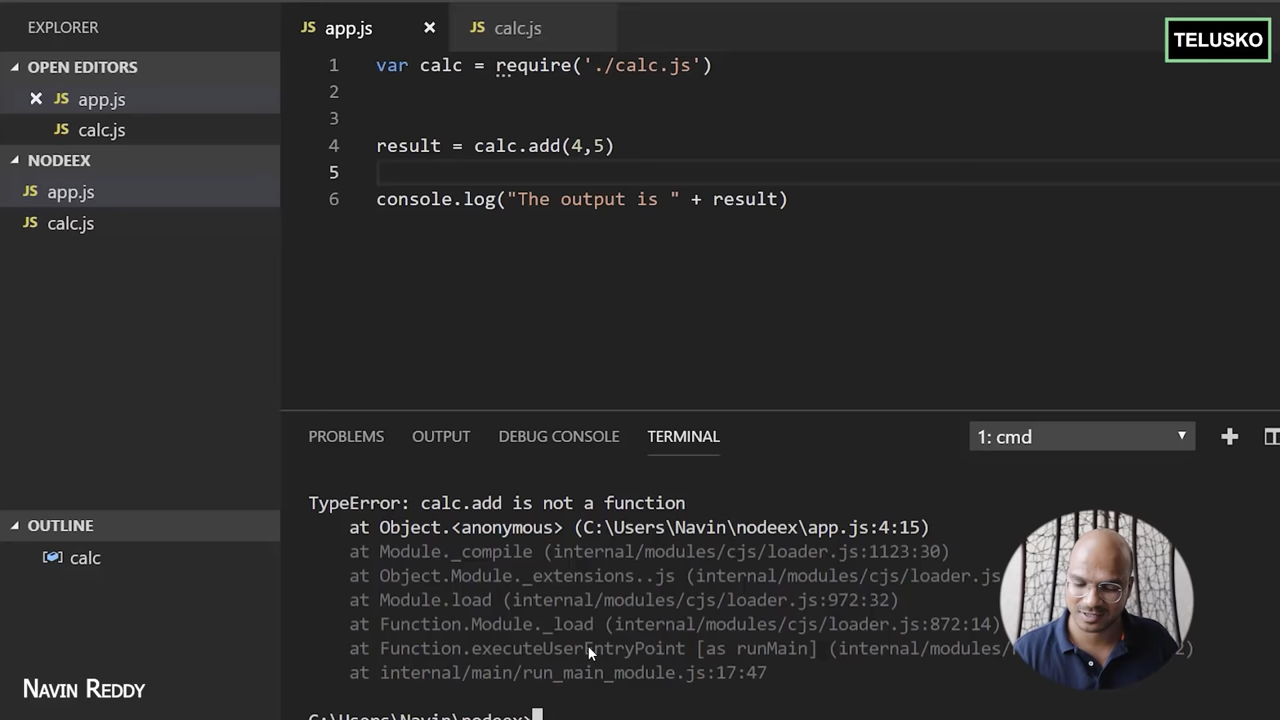 EXPLORER
JS app.js
JS calc.js
TELUSKO
OPEN EDITORS
JS app.js
JS calc.js
NODEEX
JS app.js
JS calc.js
1 var calc = require('./calc.js')
2
3
4 result = calc.add(4,5)
5
6 console.log("The output is " + result)
PROBLEMS OUTPUT DEBUG CONSOLE TERMINAL 1: cmd
TypeError: calc.add is not a function
at Object.<anonymous> (C:\Users\Navin\nodeex\app.js:4:15)
at Module._compile (internal/modules/cjs/loader.js:1123:30)
at Object.Module._extensions..js (internal/modules/cjs/loader.js
at Module.load (internal/modules/cjs/loader.js:972:32)
at Function.Module._load (internal/modules/cjs/loader.js:872:14)
at Function.executeUserEntryPoint [as runMain] (internal/modules/
at internal/main/run_main_module.js:17:47
C:\Users\Navin\nodeex>
OUTLINE
calc
NAVIN REDDY